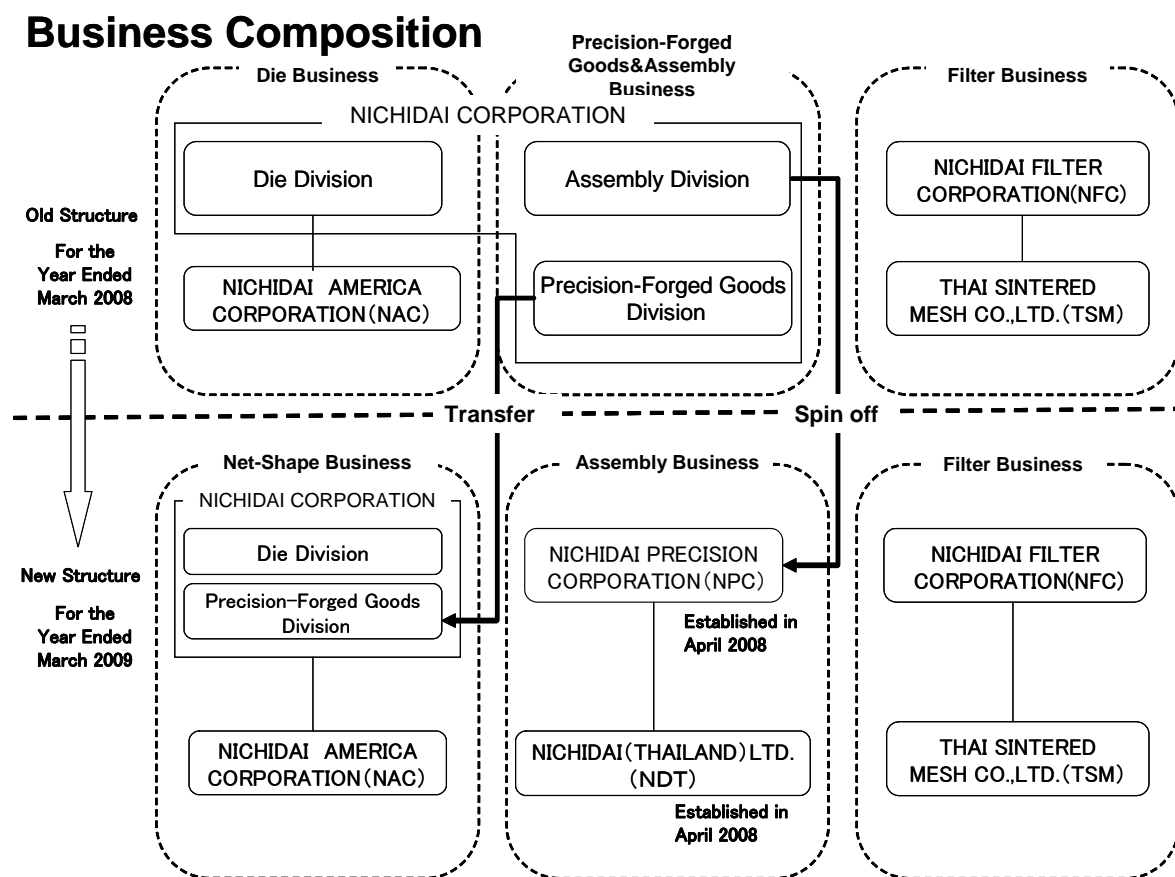 Business Composition
Die Business
Precision-Forged
Goods&Assembly
Business
Filter Business
NICHIDAI CORPORATION
Die Division
Assembly Division
NICHIDAI FILTER
CORPORATION(NFC)
Old Structure
For the
Year Ended
March 2008
NICHIDAI AMERICA
CORPORATION(NAC)
Precision-Forged Goods
Division
THAI SINTERED
MESH CO.,LTD.(TSM)
Transfer
Spin off
Net-Shape Business
Assembly Business
Filter Business
NICHIDAI CORPORATION
Die Division
Precision-Forged Goods
Division
NICHIDAI PRECISION
CORPORATION(NPC)
Established in
April 2008
NICHIDAI FILTER
CORPORATION(NFC)
New Structure
For the
Year Ended
March 2009
NICHIDAI AMERICA
CORPORATION(NAC)
NICHIDAI(THAILAND)LTD.
(NDT)
Established in
April 2008
THAI SINTERED
MESH CO.,LTD.(TSM)